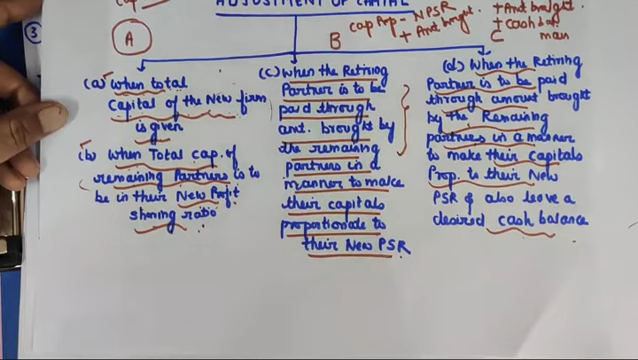 cap
ADJUSTMENT OF CAPITAL
3
A
B
cap Prop - NPSR
+ Amt brought.
+ Amt brought.
+ Cash bal
C
main
(a) When total
Capital of the New firm
is given
(b) When Total cap. of
remaining Partners is to
be in their New Profit
sharing ratio
(c) When the Retiring
Partner is to be
paid through
amt. brought by
the remaining
partners in a
manner to make
their capitals
proportionate to
their New PSR
(d) When the Retiring
Partner is to be paid
through amount brought
by the Remaining
partners in a manner
to make their capitals
Prop. to their New
PSR & also leave a
desired cash balance